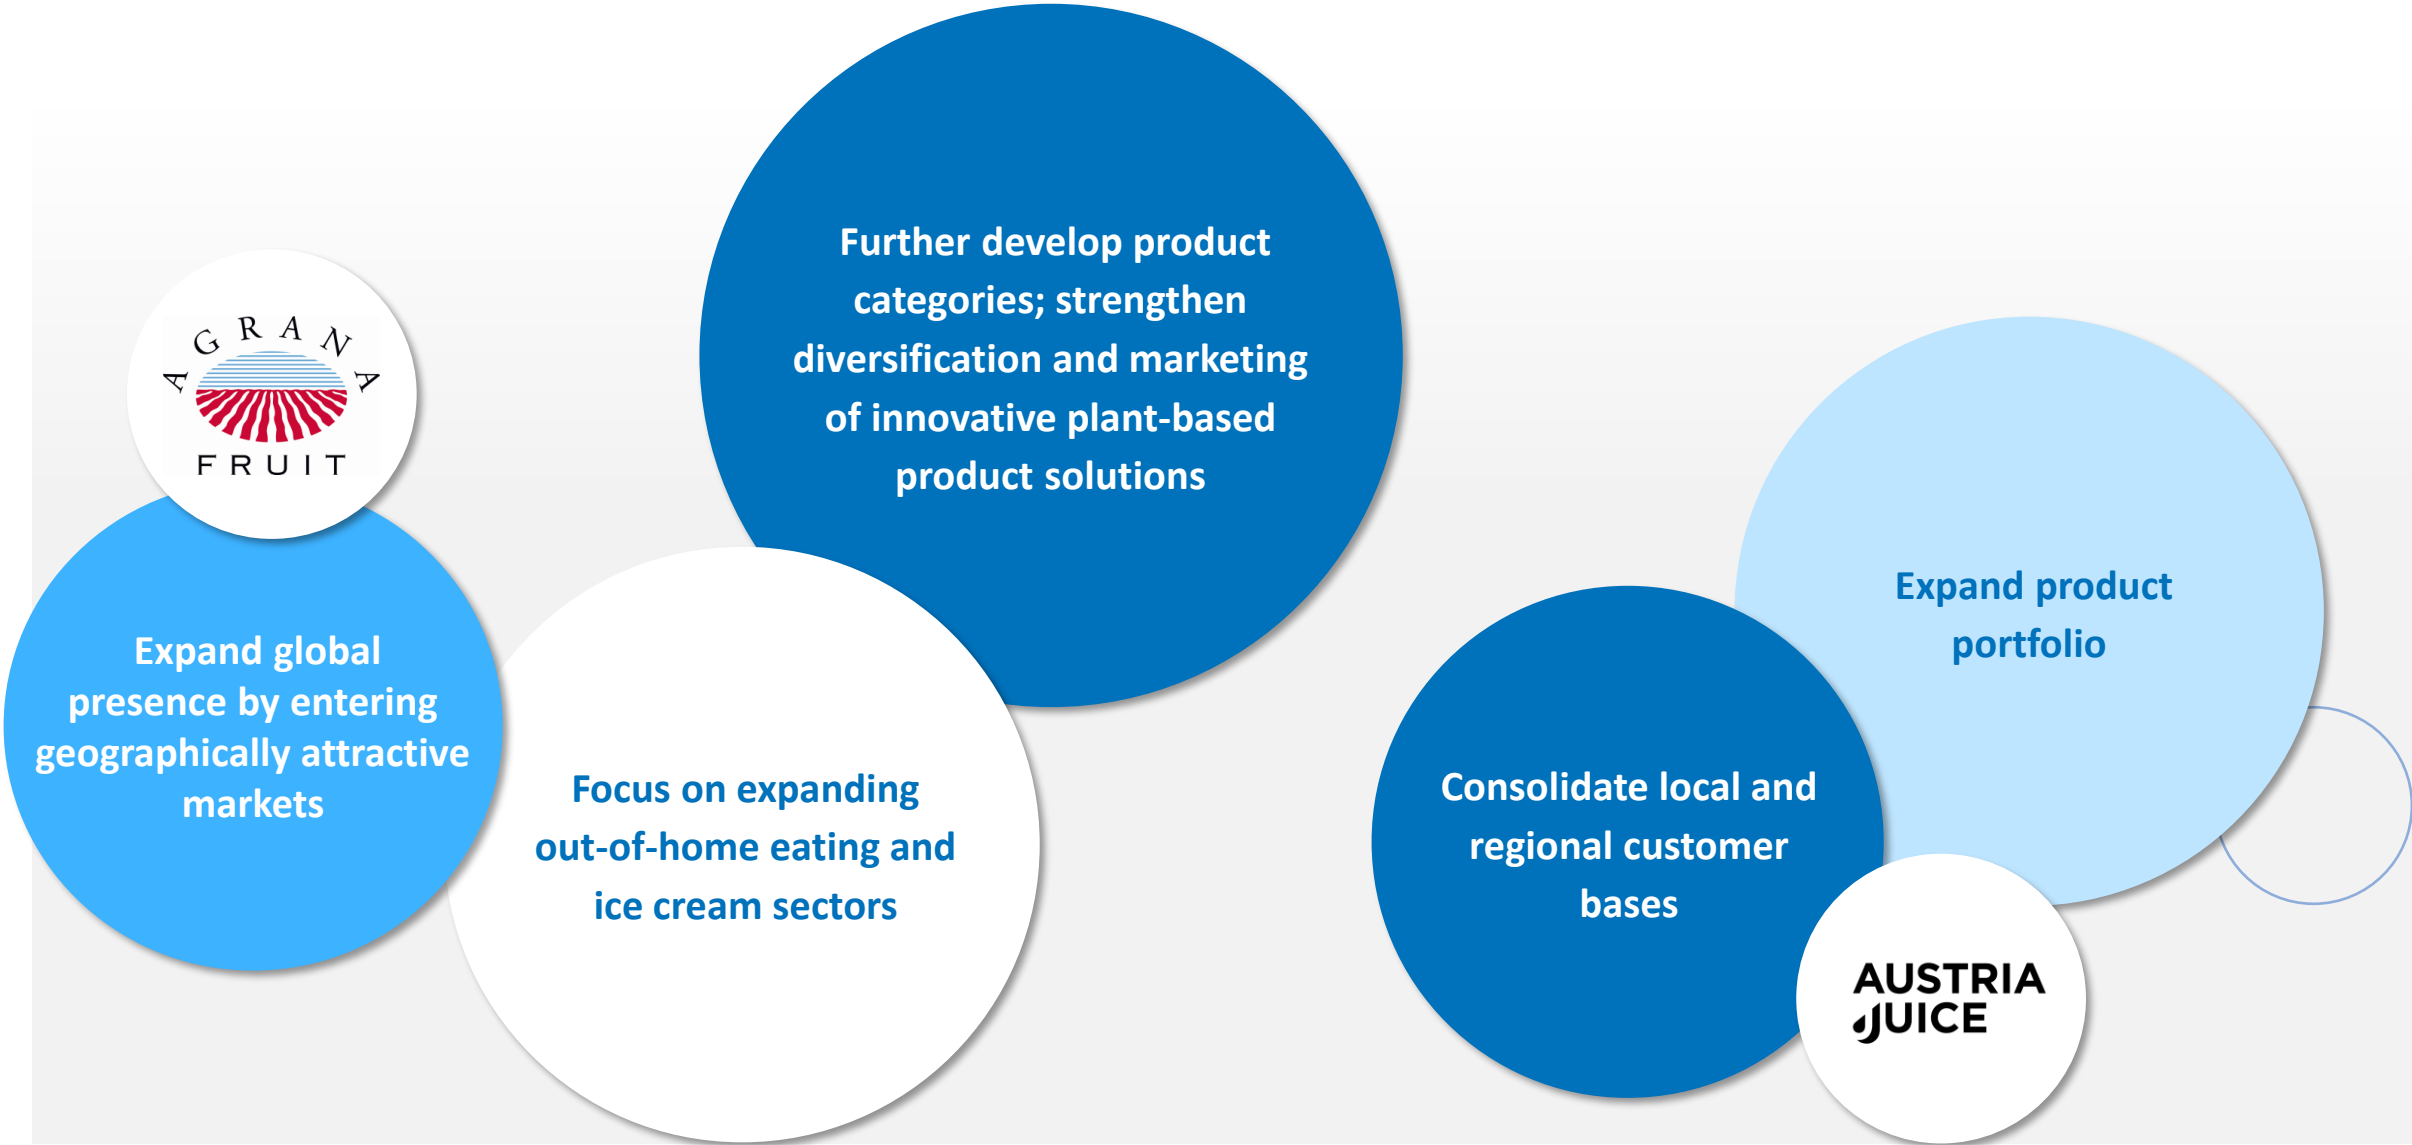 AGRANA
FRUIT
Expand global
presence by entering
geographically attractive
markets
Further develop product
categories; strengthen
diversification and marketing
of innovative plant-based
product solutions
Focus on expanding
out-of-home eating and
ice cream sectors
Expand product
portfolio
Consolidate local and
regional customer
bases
AUSTRIA
JUICE